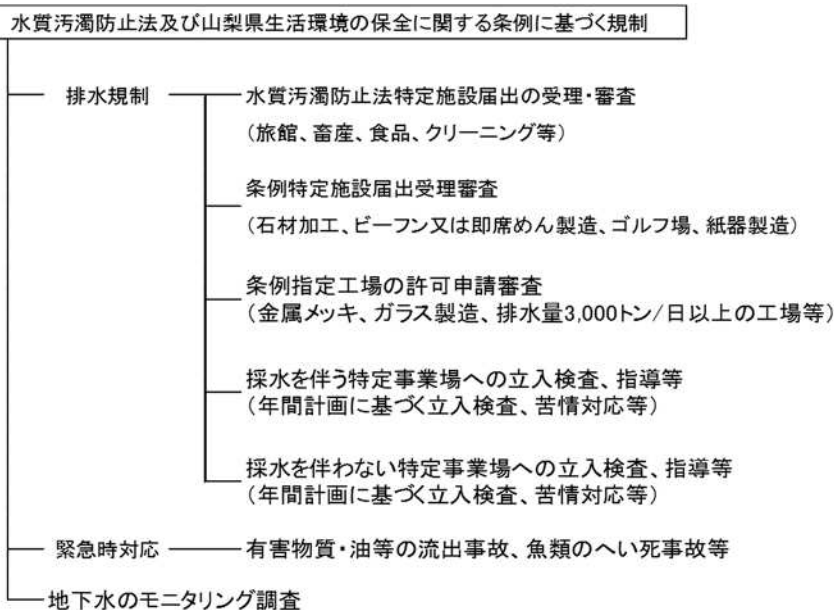 水質汚濁防止法及び山梨県生活環境の保全に関する条例に基づく規制
排水規制
水質汚濁防止法特定施設届出の受理・審査
(旅館、畜産、食品、クリーニング等)
条例特定施設届出受理審査
(石材加工、ビーフン又は即席めん製造、ゴルフ場、紙器製造)
条例指定工場の許可申請審査
(金属メッキ、ガラス製造、排水量3,000トン/日以上の工場等)
採水を伴う特定事業場への立入検査、指導等
(年間計画に基づく立入検査、苦情対応等)
採水を伴わない特定事業場への立入検査、指導等
(年間計画に基づく立入検査、苦情対応等)
緊急時対応
有害物質・油等の流出事故、魚類のへい死事故等
地下水のモニタリング調査